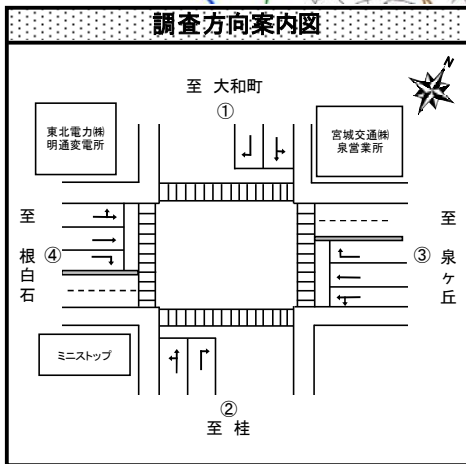 調査方向案内図
N
至 大和町
①
東北電力㈱
明通変電所
宮城交通㈱
泉営業所
至 根白石
④
③
至 泉ヶ丘
ミニストップ
②
至 桂